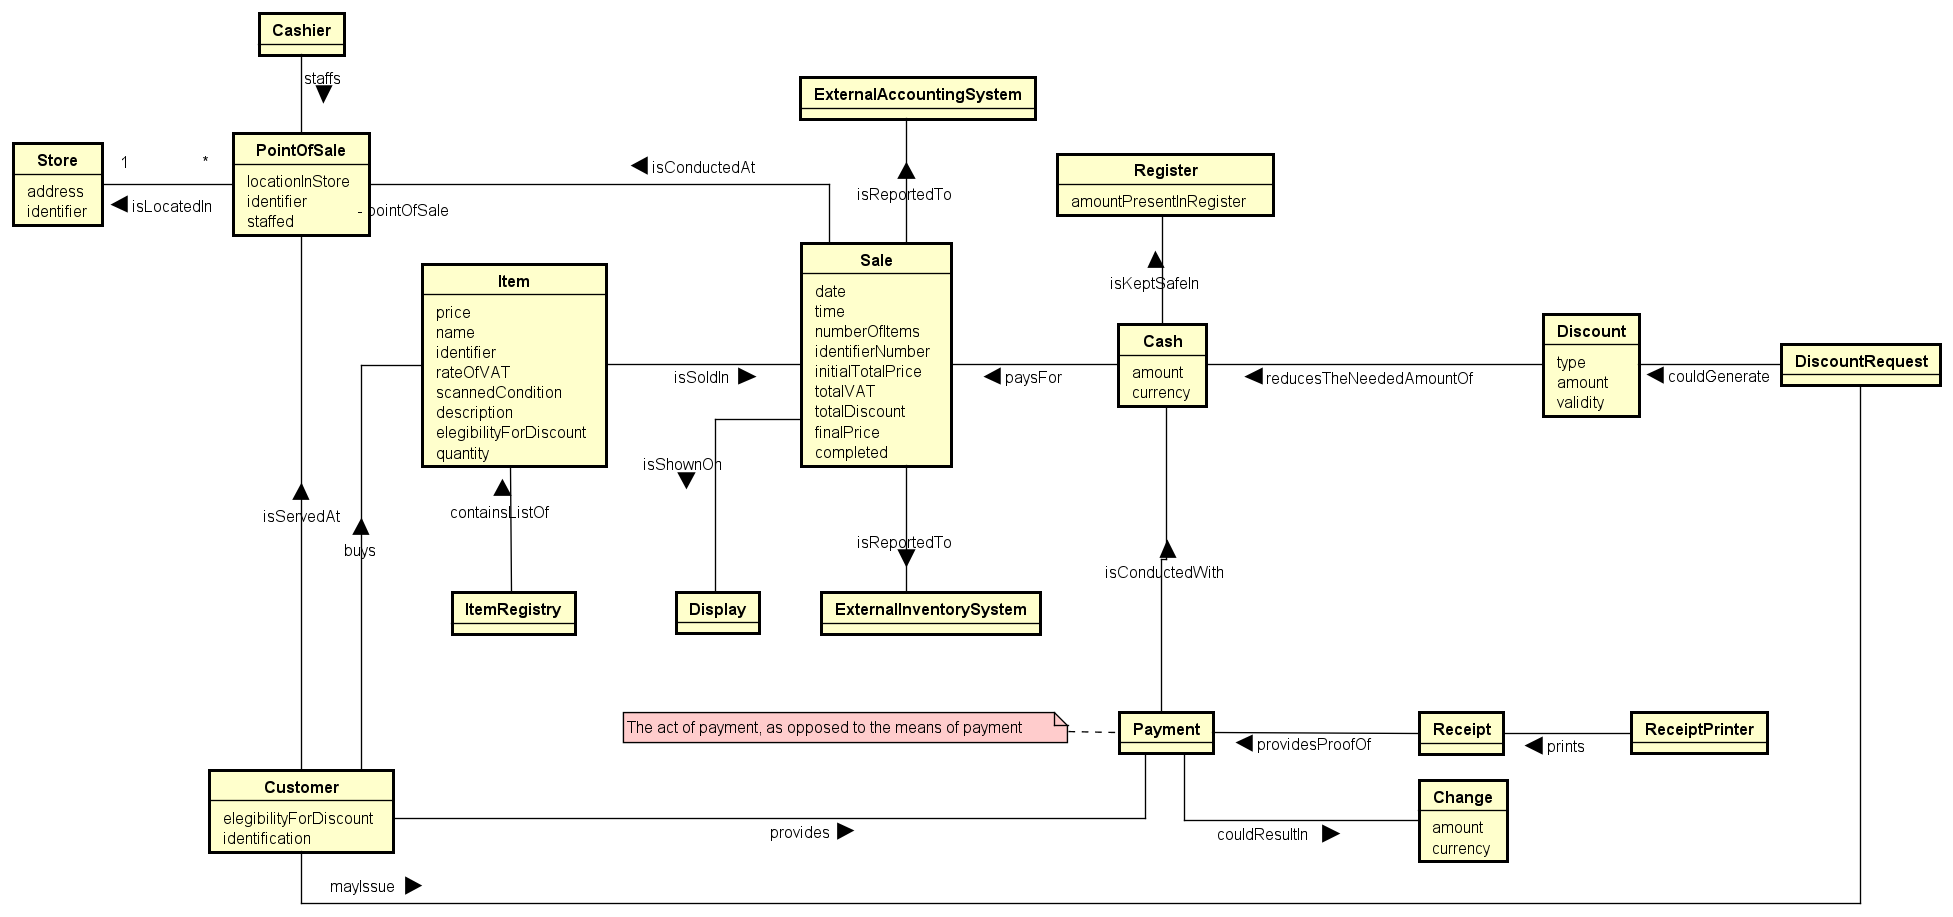 Cashier
staffs
ExternalAccountingSystem
Store
address
identifier
1
*
isLocatedIn
PointOfSale
locationInStore
identifier
staffed
- pointOfSale
isConductedAt
isReportedTo
Register
amountPresentInRegister
isKeptSafeIn
Item
price
name
identifier
rateOfVAT
scannedCondition
description
elegibilityForDiscount
quantity
isSoldIn
Sale
date
time
numberOfItems
identifierNumber
initialTotalPrice
totalVAT
totalDiscount
finalPrice
completed
paysFor
Cash
amount
currency
reducesTheNeededAmountOf
Discount
type
amount
validity
couldGenerate
DiscountRequest
isShownOn
containsListOf
isServedAt
buys
isReportedTo
isConductedWith
ItemRegistry
Display
ExternalInventorySystem
The act of payment, as opposed to the means of payment
Payment
providesProofOf
Receipt
prints
ReceiptPrinter
Customer
elegibilityForDiscount
identification
provides
couldResultIn
Change
amount
currency
mayIssue